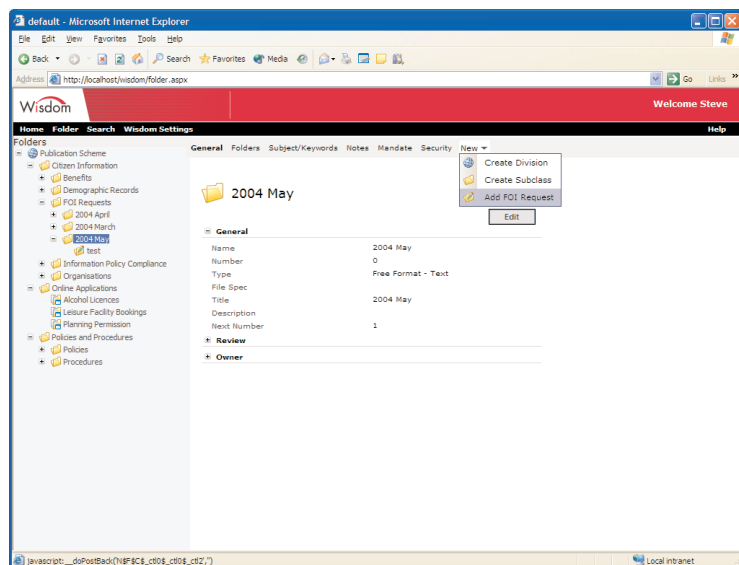 default - Microsoft Internet Explorer
File Edit View Favorites Tools Help
Back Search Favorites Media
Address http://localhost/wisdom/folder.aspx Go Links »
Wisdom Welcome Steve
Home Folder Search Wisdom Settings Help
Folders
Publication Scheme
Citizen Information
Benefits
Demographic Records
FOI Requests
2004 April
2004 March
2004 May
test
Information Policy Compliance
Organisations
Online Applications
Alcohol Licences
Leisure Facility Bookings
Planning Permission
Policies and Procedures
Policies
Procedures
General Folders Subject/Keywords Notes Mandate Security New
Create Division
Create Subclass
Add FOI Request
2004 May
Edit
General
Name 2004 May
Number 0
Type Free Format - Text
File Spec
Title 2004 May
Description
Next Number 1
Review
Owner
javascript:__doPostBack('N$F$C$_ctl0$_ctl0$_ctl2','') Local intranet